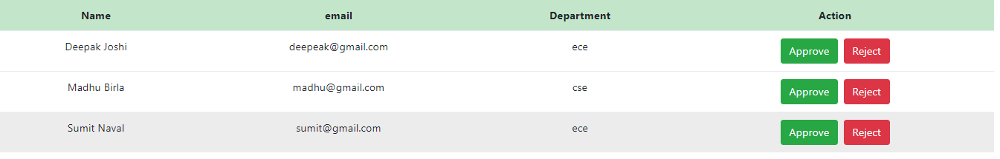 Name email Department Action
Deepak Joshi deepeak@gmail.com ece Approve Reject
Madhu Birla madhu@gmail.com cse Approve Reject
Sumit Naval sumit@gmail.com ece Approve Reject